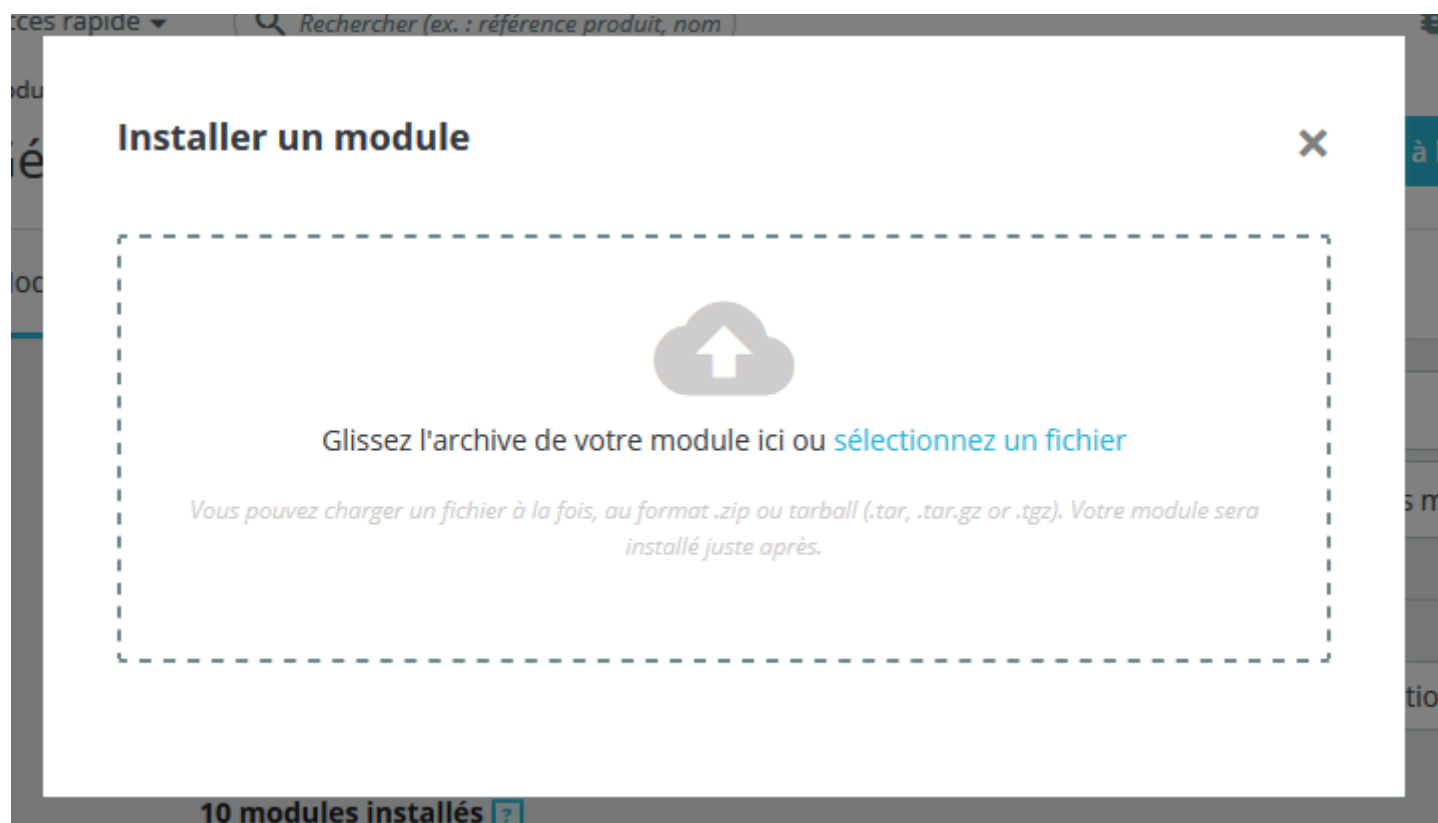 rapide
Rechercher (ex. : référence produit, nom
Installer un module
à
Glissez l'archive de votre module ici ou sélectionnez un fichier
Vous pouvez charger un fichier à la fois, au format .zip ou tarball (.tar, .tar.gz or .tgz). Votre module sera
installé juste après.
10 modules installés ?